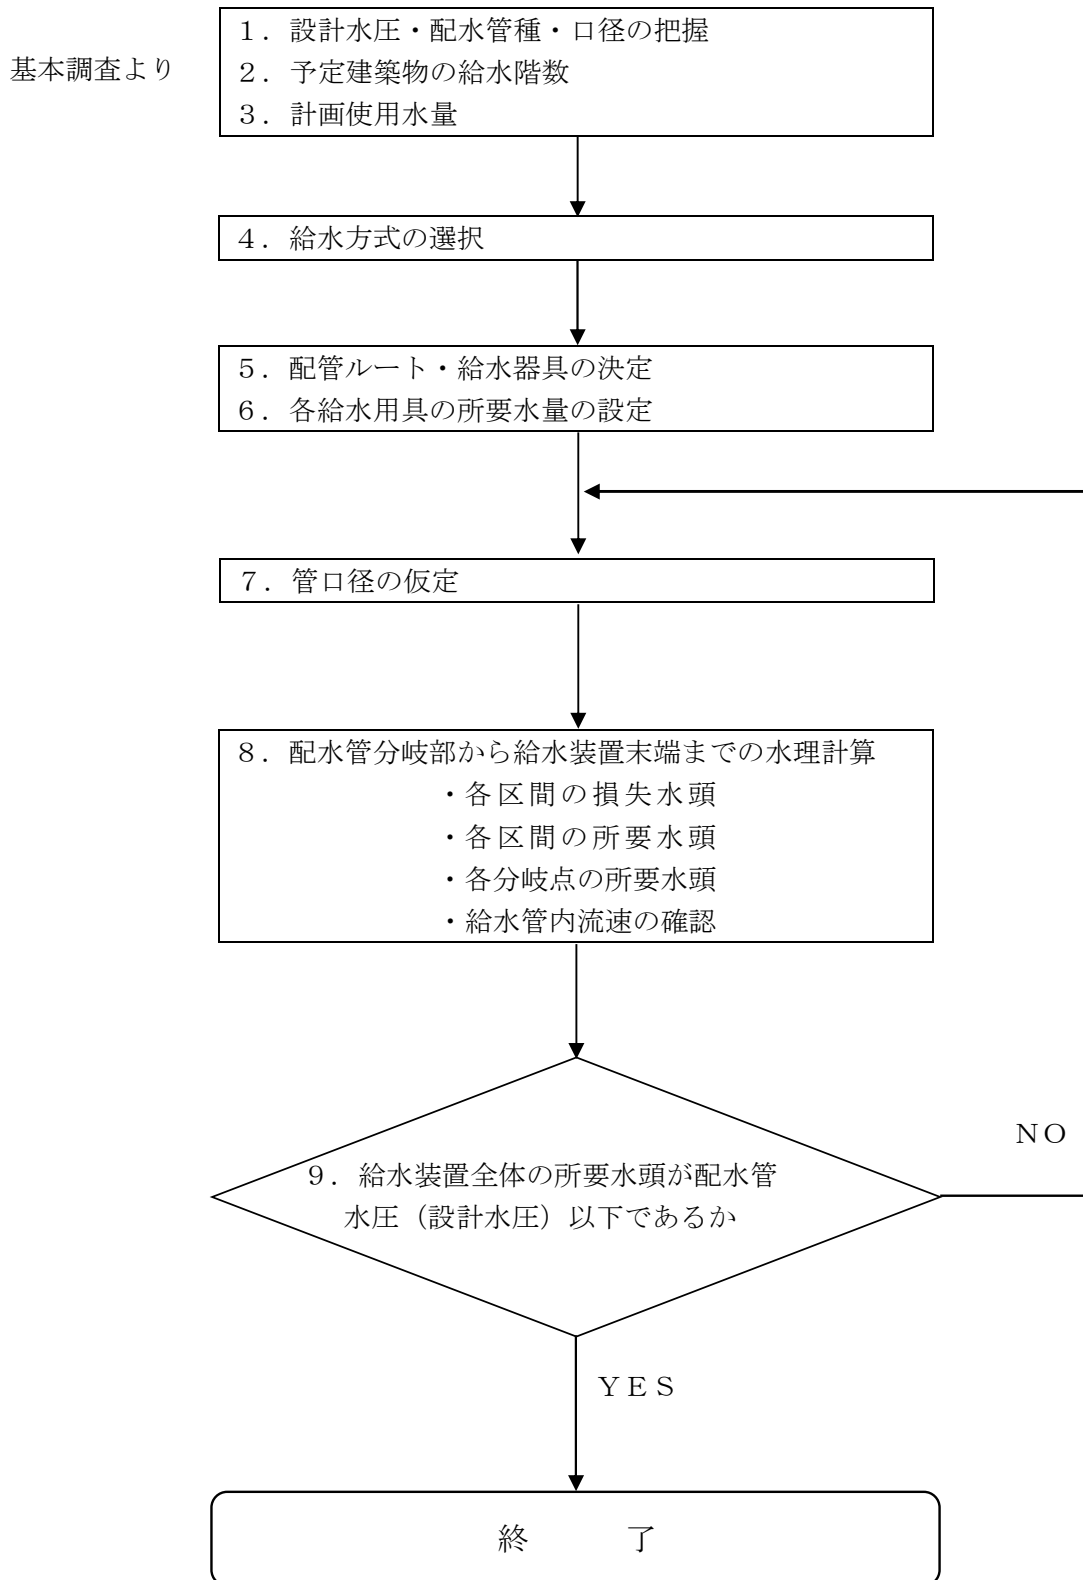 １．設計水圧・配水管種・口径の把握
基本調査より
２．予定建築物の給水階数
３．計画使用水量
４．給水方式の選択
５．配管ルート・給水器具の決定
６．各給水用具の所要水量の設定
７．管口径の仮定
８．配水管分岐部から給水装置末端までの水理計算
・各区間の損失水頭
・各区間の所要水頭
・各分岐点の所要水頭
・給水管内流速の確認
ＮＯ
９．給水装置全体の所要水頭が配水管
水圧（設計水圧）以下であるか
ＹＥＳ
終　　了